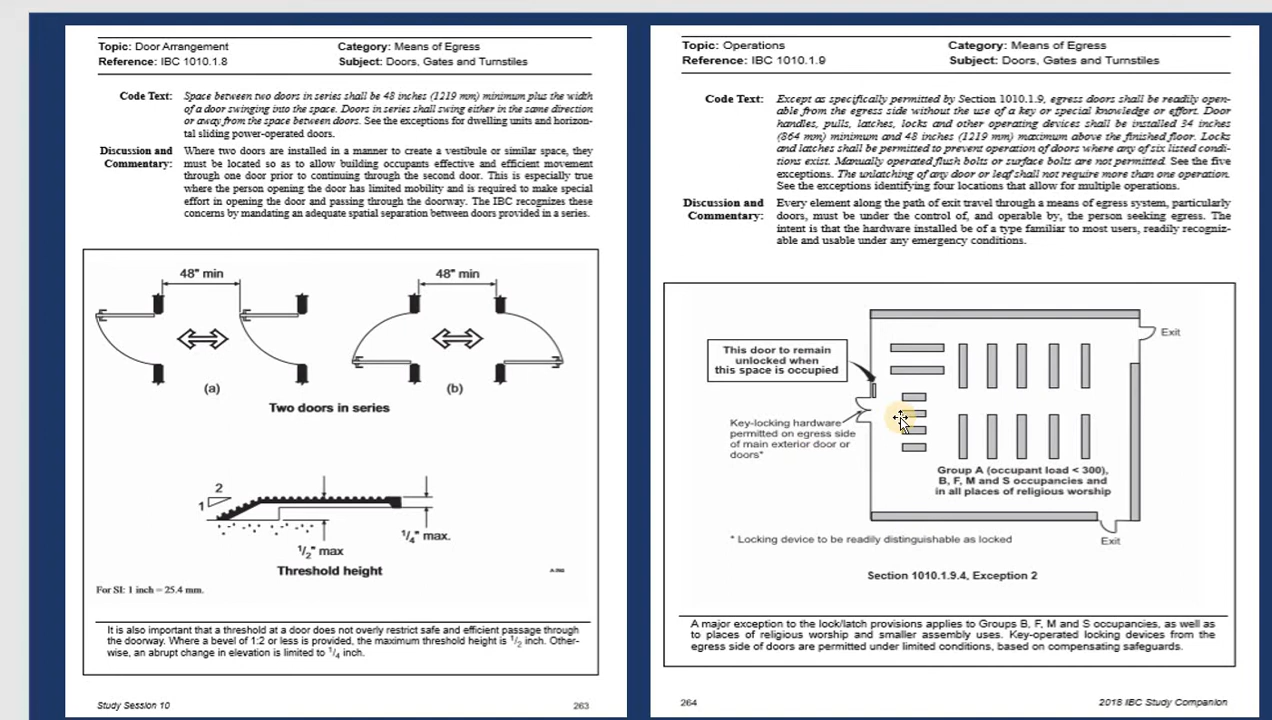 Topic: Door Arrangement
Category: Means of Egress
Reference: IBC 1010.1.8
Subject: Doors, Gates and Turnstiles
Code Text: Space between two doors in series shall be 48 inches (1219 mm) minimum plus the width
of a door swinging into the space. Doors in series shall swing either in the same direction
or away from the space between doors. See the exceptions for dwelling units and horizon-
tal sliding power-operated doors.
Discussion and Where two doors are installed in a manner to create a vestibule or similar space, they
Commentary: must be located so as to allow building occupants effective and efficient movement
through one door prior to continuing through the second door. This is especially true
where the person opening the door has limited mobility and is required to make special
effort in opening the door and passing through the doorway. The IBC recognizes these
concerns by mandating an adequate spatial separation between doors provided in a series.
48" min
48" min
(a)
(b)
Two doors in series
2
1
1/4" max.
1/2" max
Threshold height
For SI: 1 inch = 25.4 mm.
It is also important that a threshold at a door does not overly restrict safe and efficient passage through
the doorway. Where a bevel of 1:2 or less is provided, the maximum threshold height is 1/2 inch. Other-
wise, an abrupt change in elevation is limited to 1/4 inch.
Study Session 10
263
Topic: Operations
Category: Means of Egress
Reference: IBC 1010.1.9
Subject: Doors, Gates and Turnstiles
Code Text: Except as specifically permitted by Section 1010.1.9, egress doors shall be readily open-
able from the egress side without the use of a key or special knowledge or effort. Door
handles, pulls, latches, locks and other operating devices shall be installed 34 inches
(864 mm) minimum and 48 inches (1219 mm) maximum above the finished floor. Locks
and latches shall be permitted to prevent operation of doors where any of six listed condi-
tions exist. Manually operated flush bolts or surface bolts are not permitted. See the five
exceptions. The unlatching of any door or leaf shall not require more than one operation.
See the exceptions identifying four locations that allow for multiple operations.
Discussion and Every element along the path of exit travel through a means of egress system, particularly
Commentary: doors, must be under the control of, and operable by, the person seeking egress. The
intent is that the hardware installed be of a type familiar to most users, readily recogniz-
able and usable under any emergency conditions.
Exit
This door to remain
unlocked when
this space is occupied
Key-locking hardware
permitted on egress side
of main exterior door or
doors*
Group A (occupant load < 300),
B, F, M and S occupancies and
in all places of religious worship
* Locking device to be readily distinguishable as locked
Exit
Section 1010.1.9.4, Exception 2
A major exception to the lock/latch provisions applies to Groups B, F, M and S occupancies, as well as
to places of religious worship and smaller assembly uses. Key-operated locking devices from the
egress side of doors are permitted under limited conditions, based on compensating safeguards.
264
2018 IBC Study Companion